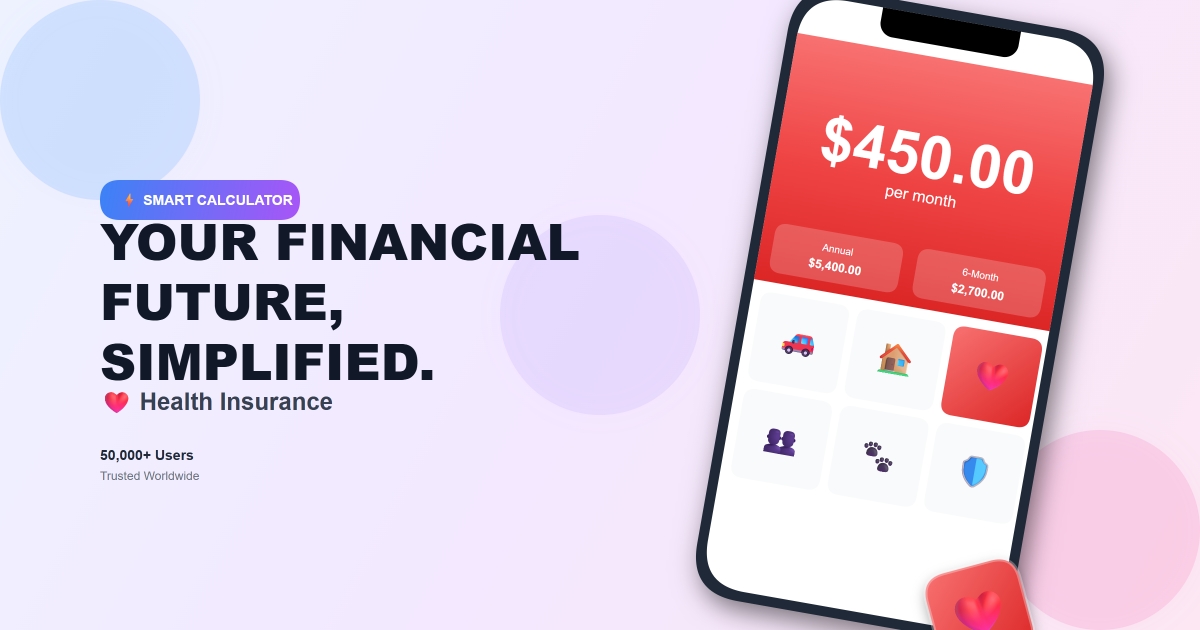 SMART CALCULATOR
YOUR FINANCIAL
FUTURE,
SIMPLIFIED.
Health Insurance
50,000+ Users
Trusted Worldwide
$450.00
per month
Annual
$5,400.00
6-Month
$2,700.00